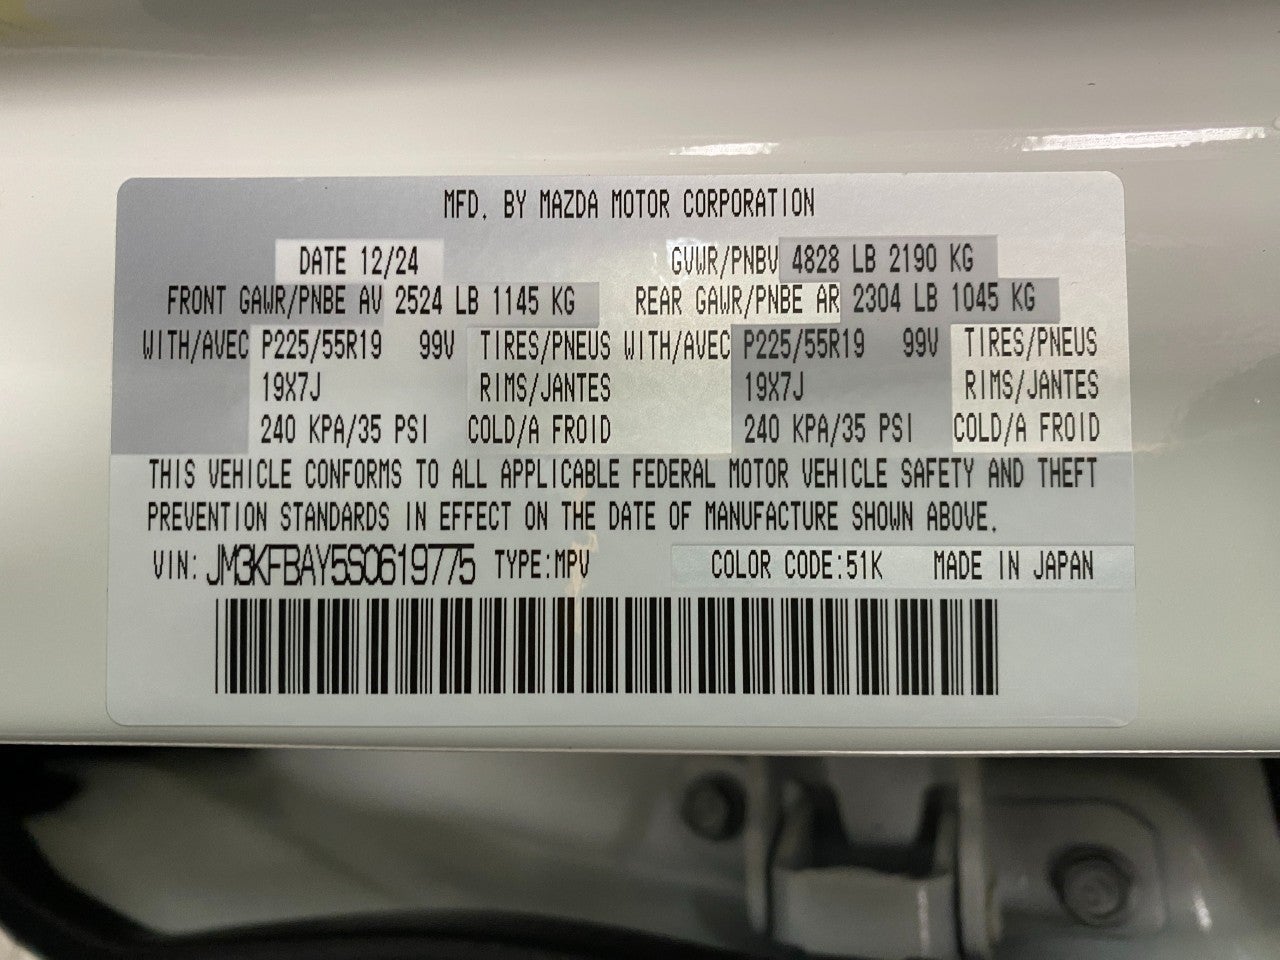 MFD. BY MAZDA MOTOR CORPORATION
DATE 12/24 GVWR/PNBV 4828 LB 2190 KG
FRONT GAWR/PNBE AV 2524 LB 1145 KG REAR GAWR/PNBE AR 2304 LB 1045 KG
WITH/AVEC P225/55R19 99V TIRES/PNEUS WITH/AVEC P225/55R19 99V TIRES/PNEUS
19X7J RIMS/JANTES 19X7J RIMS/JANTES
240 KPA/35 PSI COLD/A FROID 240 KPA/35 PSI COLD/A FROID
THIS VEHICLE CONFORMS TO ALL APPLICABLE FEDERAL MOTOR VEHICLE SAFETY AND THEFT
PREVENTION STANDARDS IN EFFECT ON THE DATE OF MANUFACTURE SHOWN ABOVE.
VIN: JM3KFBAY5S0619775 TYPE:MPV COLOR CODE:51K MADE IN JAPAN